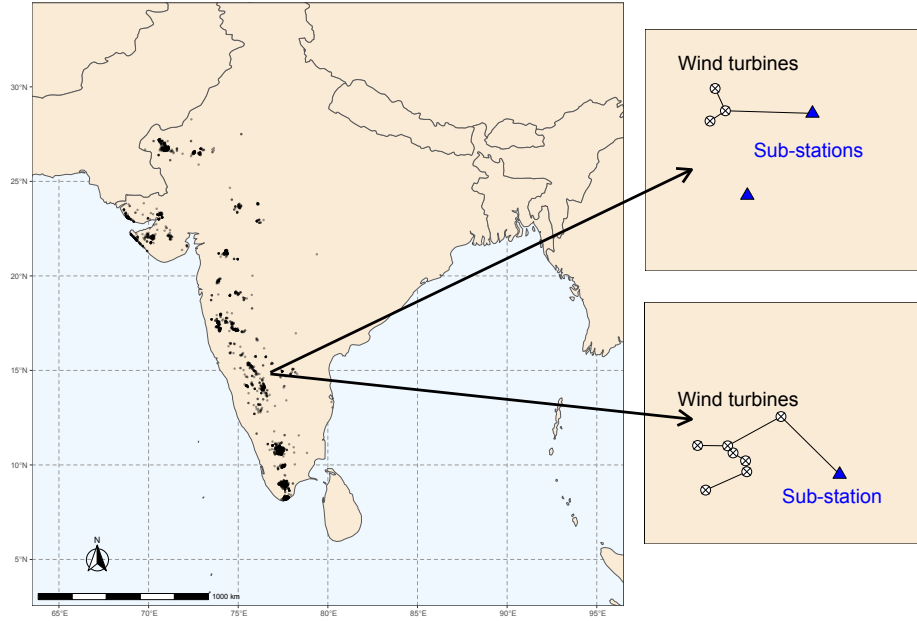 Wind turbines
Sub-stations
Wind turbines
Sub-station
30°N
25°N
20°N
15°N
10°N
5°N
N
1000 km
65°E
70°E
75°E
80°E
85°E
90°E
95°E